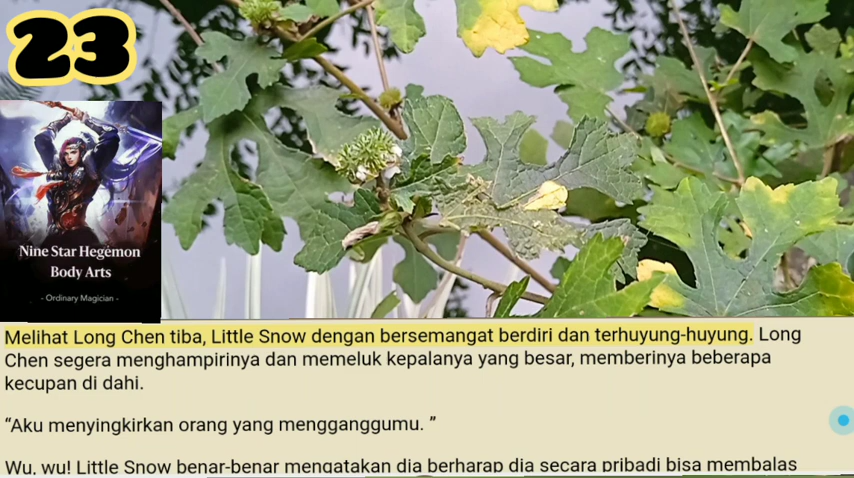 23
Nine Star Hegemon
Body Arts
- Ordinary Magician -
Melihat Long Chen tiba, Little Snow dengan bersemangat berdiri dan terhuyung-huyung. Long
Chen segera menghampirinya dan memeluk kepalanya yang besar, memberinya beberapa
kecupan di dahi.
“Aku menyingkirkan orang yang mengganggumu. ”
Wu, wu! Little Snow benar-benar mengatakan dia berharap dia secara pribadi bisa membalas